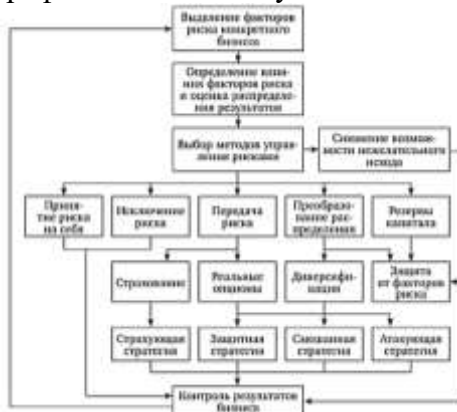 Выделение факторов
риска конкретного
бизнеса
Определение влия-
ния факторов риска
и оценка распределе-
ния результатов
Выбор методов управ-
ления рисками
Снижение возмож-
ности нежелательного
исхода
Приня-
тие риска
на себя
Исключение
риска
Передача
риска
Преобразо-
вание рас-
пределения
Резервы
капитала
Страхование
Реальные
опционы
Диверсифи-
кация
Защита
от факторов
риска
Страхующая
стратегия
Защитная
стратегия
Смешанная
стратегия
Атакующая
стратегия
Контроль результатов
бизнеса